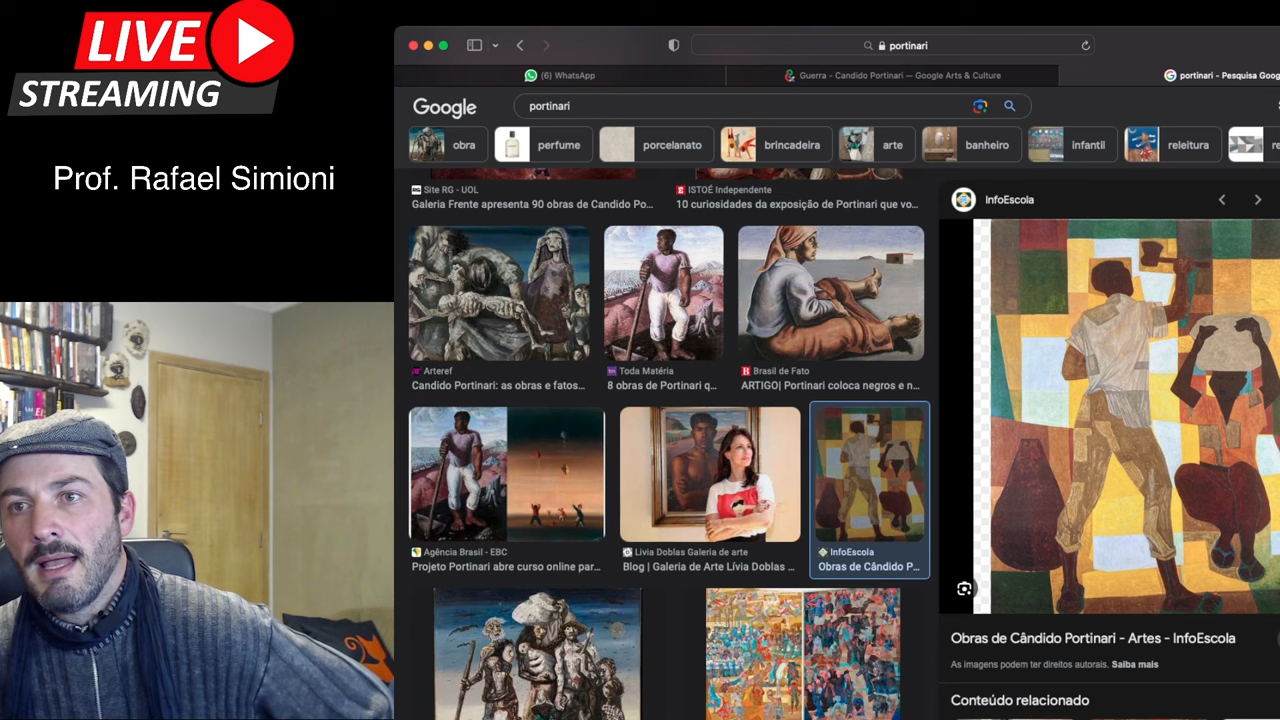 LIVE
STREAMING
Prof. Rafael Simioni
portinari
(6) WhatsApp
Guerra - Candido Portinari — Google Arts & Culture
portinari - Pesquisa Goog
Google
portinari
obra
perfume
porcelanato
brincadeira
arte
banheiro
infantil
releitura
re
Site RG - UOL
Galeria Frente apresenta 90 obras de Candido Po...
ISTOÉ Independente
10 curiosidades da exposição de Portinari que vo...
InfoEscola
Arteref
Candido Portinari: as obras e fatos...
Toda Matéria
8 obras de Portinari q...
Brasil de Fato
ARTIGO| Portinari coloca negros e n...
Agência Brasil - EBC
Projeto Portinari abre curso online par...
Livia Doblas Galeria de arte
Blog | Galeria de Arte Lívia Doblas ...
InfoEscola
Obras de Cândido P...
Obras de Cândido Portinari - Artes - InfoEscola
As imagens podem ter direitos autorais. Saiba mais
Conteúdo relacionado